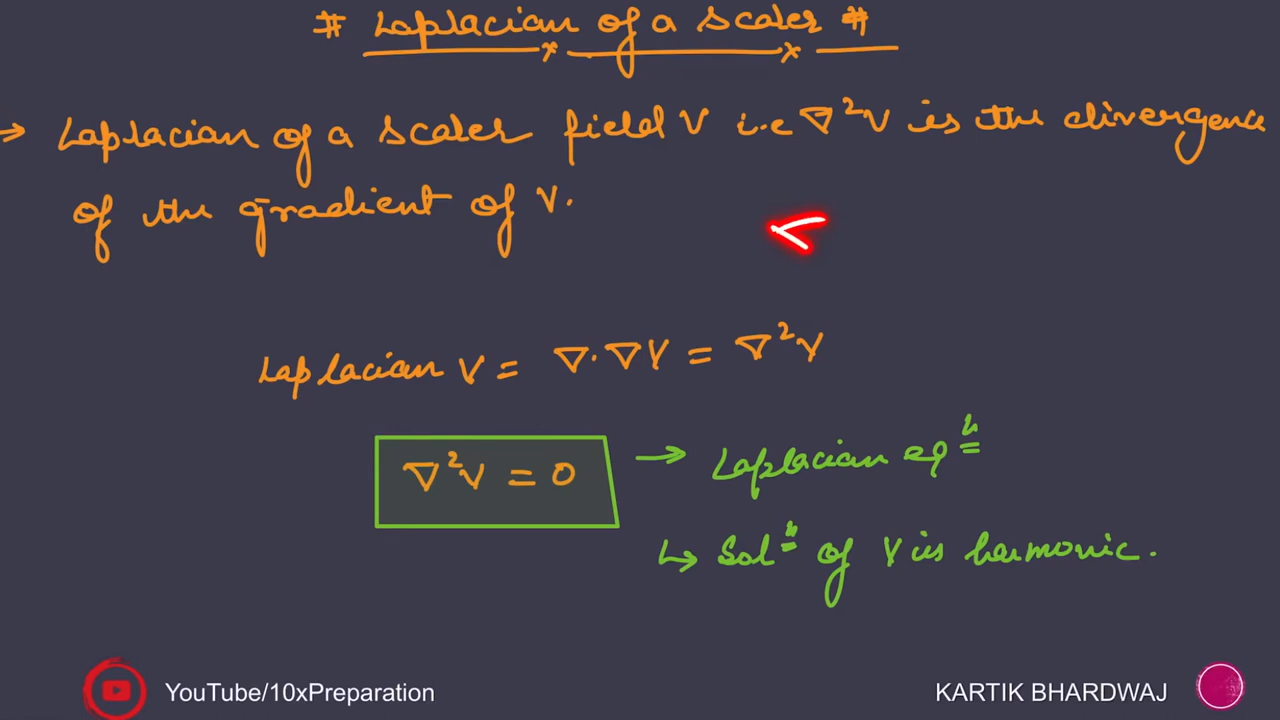 # Laplacian of a Scaler #
→ Laplacian of a scaler field V i.e ∇²V is the divergence
of the gradient of V.
Laplacian V = ∇.∇V = ∇²V
∇²V = 0 → Laplacian eqⁿ
↳ Solⁿ of V is harmonic.
YouTube/10xPreparation KARTIK BHARDWAJ